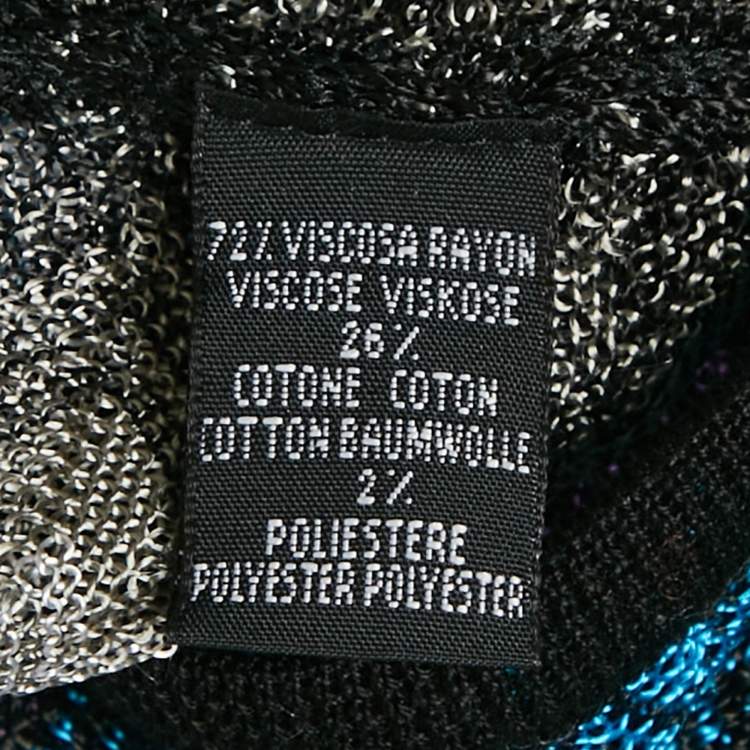 72% VISCOSA RAYON
VISCOSE VISKOSE
26%
COTONE COTON
COTTON BAUMWOLLE
2%
POLIESTERE
POLYESTER POLYESTER